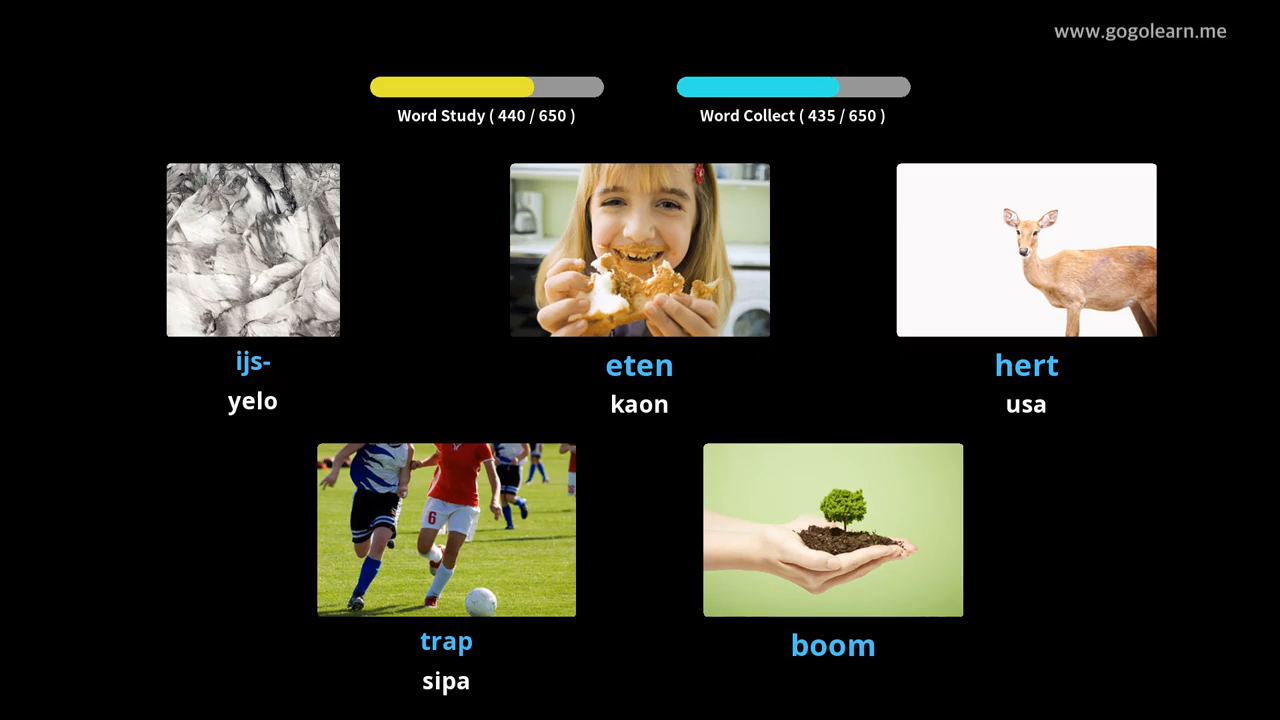 www.gogolearn.me
Word Study ( 440 / 650 )
Word Collect ( 435 / 650 )
ijs-
yelo
eten
kaon
hert
usa
6
trap
sipa
boom